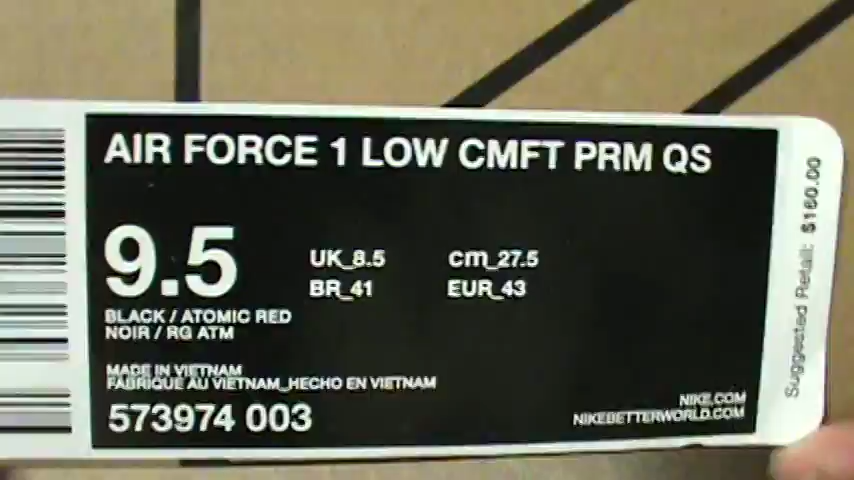 AIR FORCE 1 LOW CMFT PRM QS
9.5
UK_8.5
cm_27.5
BR_41
EUR_43
BLACK / ATOMIC RED
NOIR / RG ATM
MADE IN VIETNAM
FABRIQUE AU VIETNAM_HECHO EN VIETNAM
573974 003
NIKE.COM
NIKEBETTERWORLD.COM
Suggested Retail: $160.00